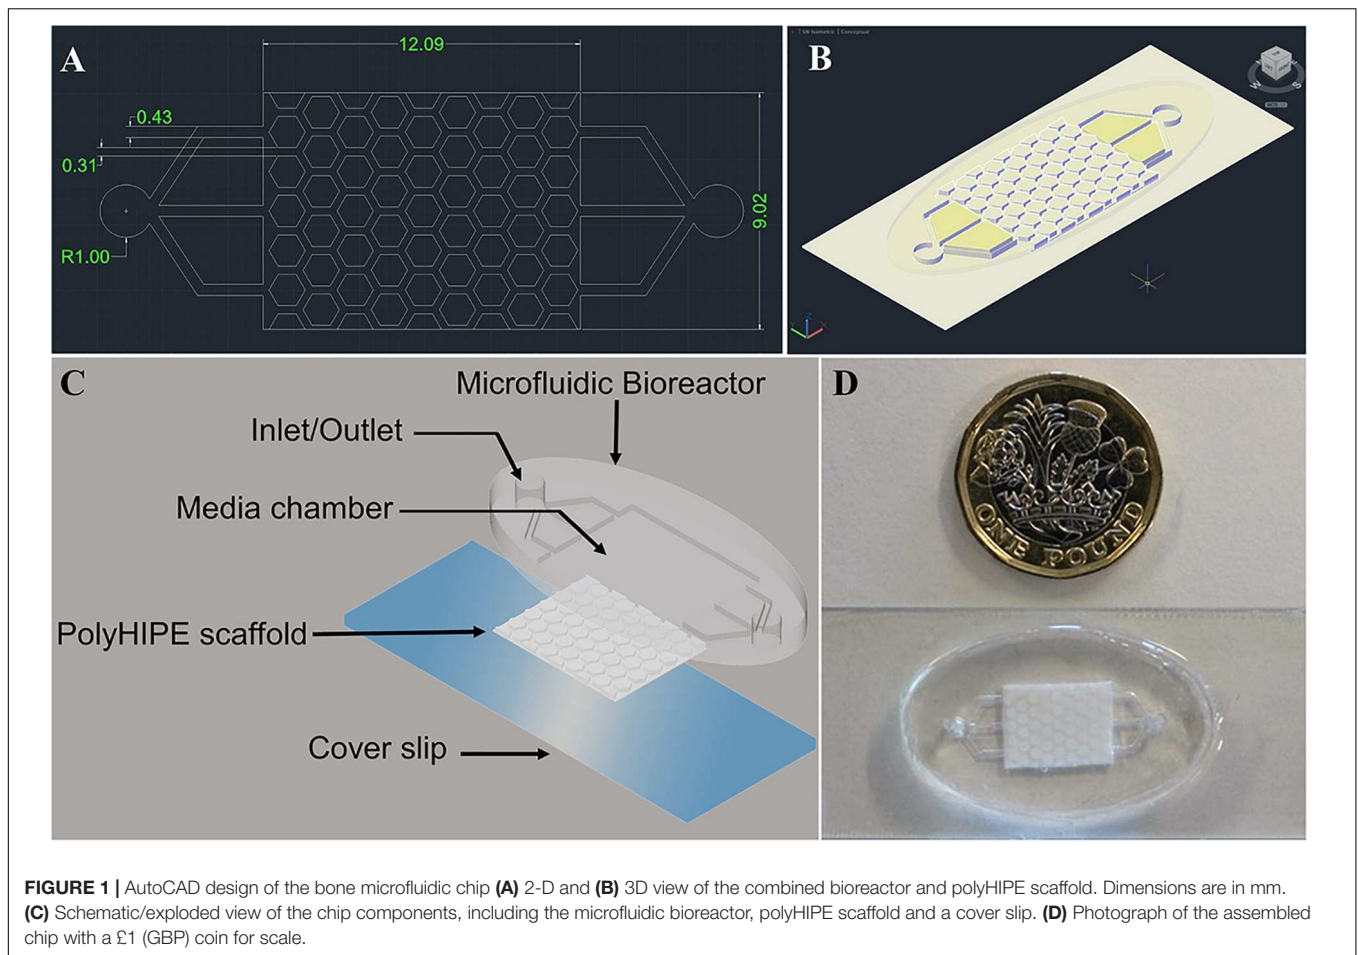 A
12.09
0.43
0.31
R1.00
9.02
B
SW Isometric
Conceptual
C
Microfluidic Bioreactor
Inlet/Outlet
Media chamber
PolyHIPE scaffold
Cover slip
D
ONE POUND
FIGURE 1 | AutoCAD design of the bone microfluidic chip (A) 2-D and (B) 3D view of the combined bioreactor and polyHIPE scaffold. Dimensions are in mm.
(C) Schematic/exploded view of the chip components, including the microfluidic bioreactor, polyHIPE scaffold and a cover slip. (D) Photograph of the assembled
chip with a £1 (GBP) coin for scale.